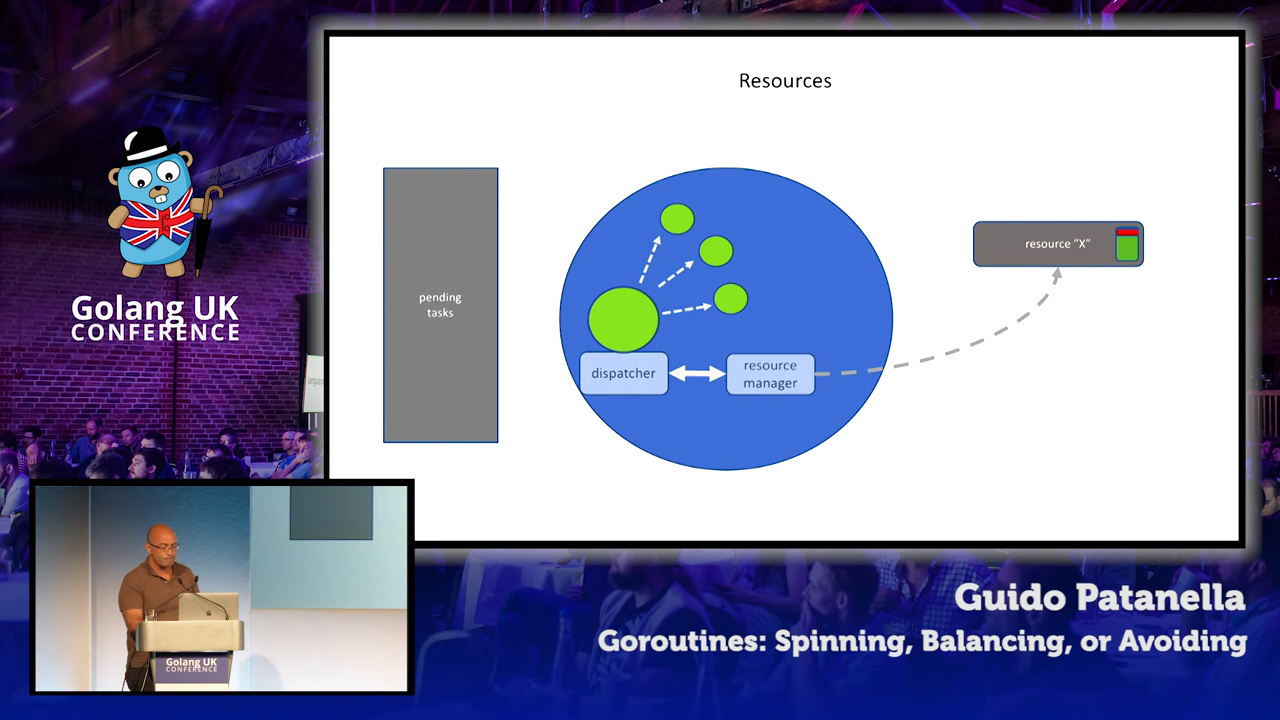 Resources
pending
tasks
dispatcher
resource
manager
resource “X”
Golang UK
CONFERENCE
Golang UK
CONFERENCE
Guido Patanella
Goroutines: Spinning, Balancing, or Avoiding